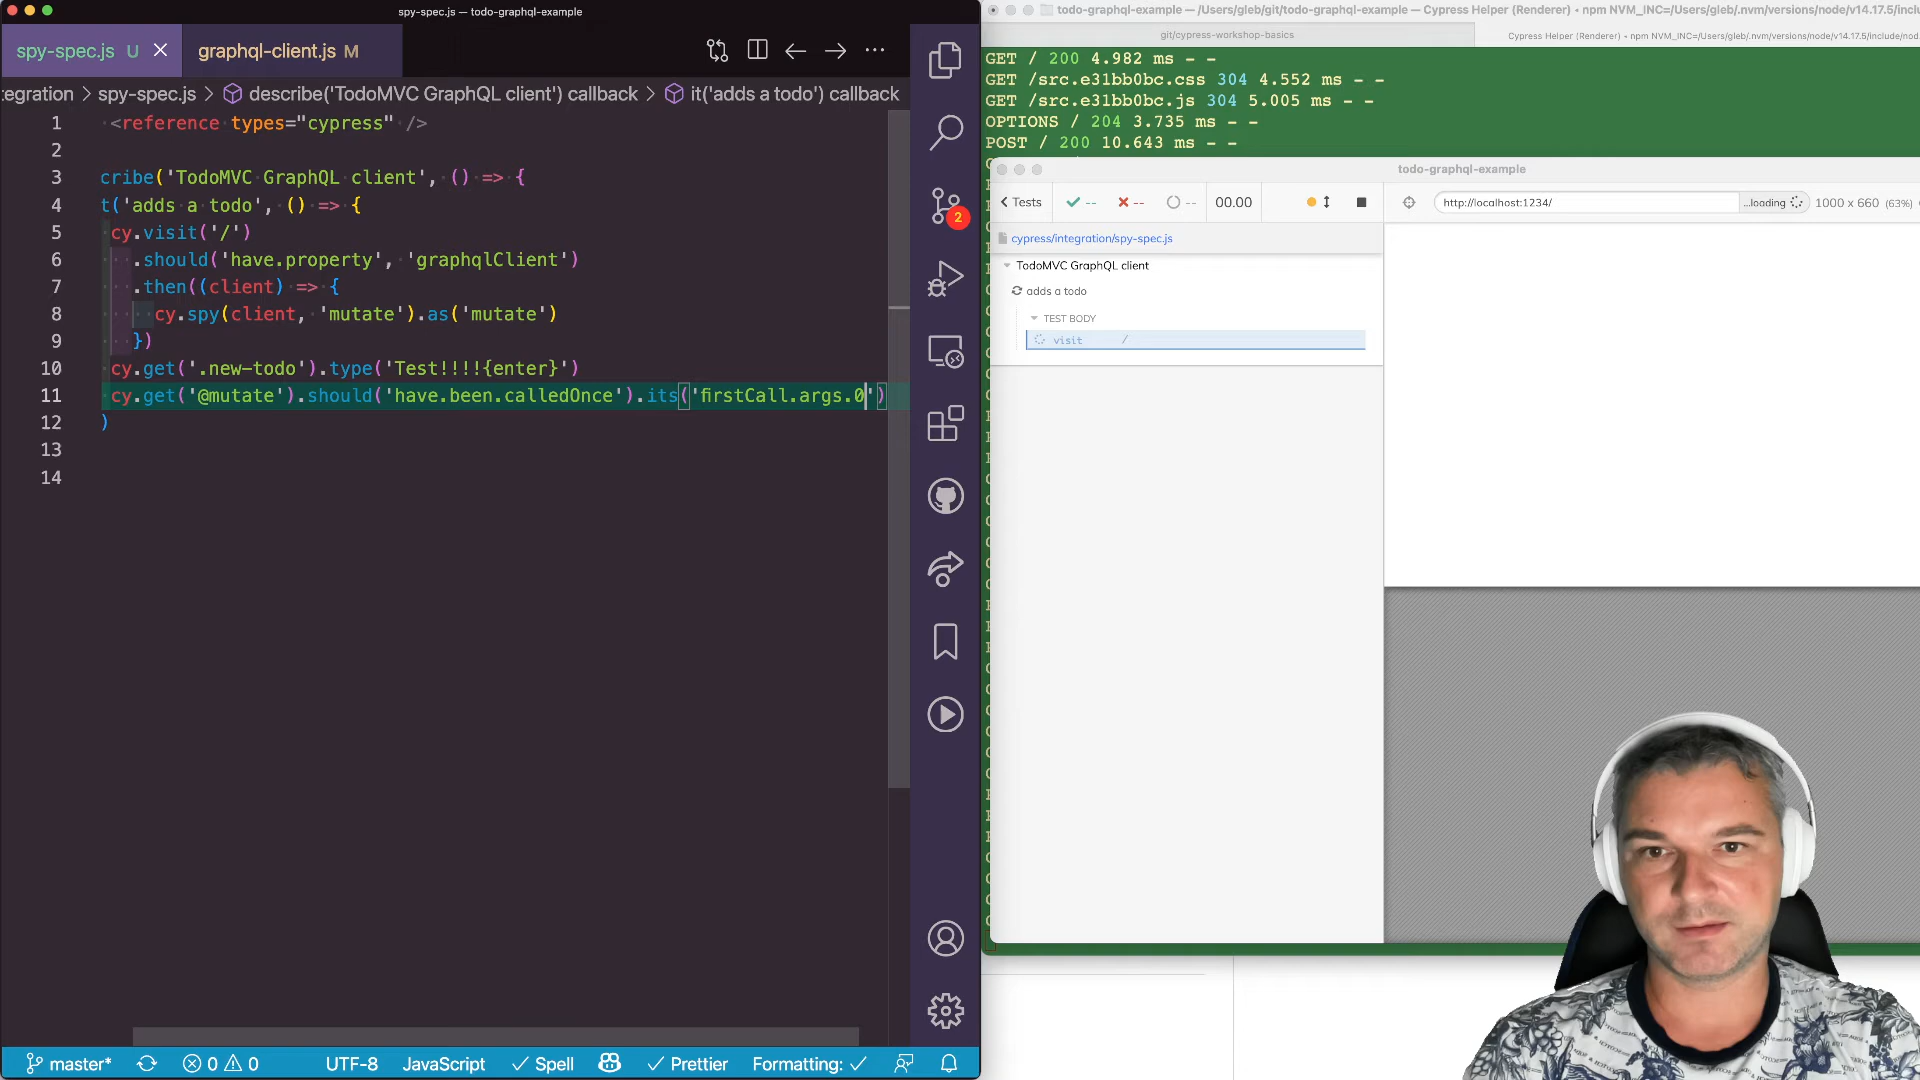 spy-spec.js — todo-graphql-example
spy-spec.js U
graphql-client.js M
tegration > spy-spec.js > describe('TodoMVC GraphQL client') callback > it('adds a todo') callback
1 <reference types="cypress" />
2
3 cribe('TodoMVC GraphQL client', () => {
4 t('adds a todo', () => {
5 cy.visit('/')
6 .should('have.property', 'graphqlClient')
7 .then((client) => {
8 cy.spy(client, 'mutate').as('mutate')
9 })
10 cy.get('.new-todo').type('Test!!!!{enter}')
11 cy.get('@mutate').should('have.been.calledOnce').its('firstCall.args.0')
12 )
13
14
2
master* 0 0 UTF-8 JavaScript Spell Prettier Formatting:
todo-graphql-example — /Users/gleb/git/todo-graphql-example — Cypress Helper (Renderer) • npm NVM_INC=/Users/gleb/.nvm/versions/node/v14.17.5/inclu
git/cypress-workshop-basics
Cypress Helper (Renderer) • npm NVM_INC=/Users/gleb/.nvm/versions/node/v14.17.5/include/nod
GET / 200 4.982 ms - -
GET /src.e31bb0bc.css 304 4.552 ms - -
GET /src.e31bb0bc.js 304 5.005 ms - -
OPTIONS / 204 3.735 ms - -
POST / 200 10.643 ms - -
todo-graphql-example
Tests -- -- -- 00.00
http://localhost:1234/ ...loading 1000 x 660 (63%)
cypress/integration/spy-spec.js
TodoMVC GraphQL client
adds a todo
TEST BODY
visit /